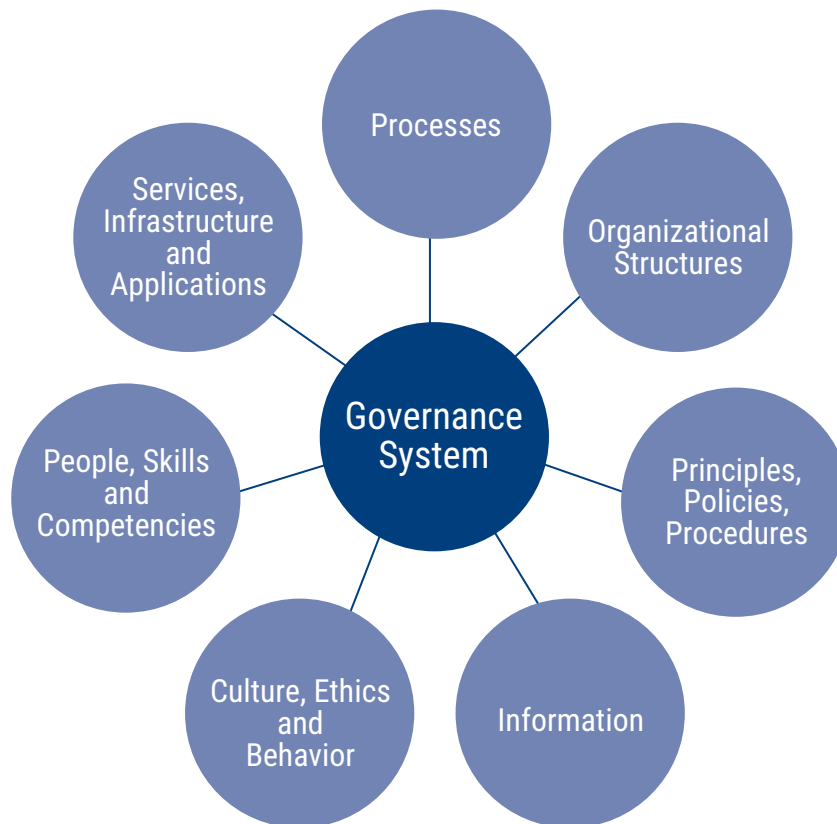 Processes
Organizational
Structures
Principles,
Policies,
Procedures
Information
Culture, Ethics
and
Behavior
People, Skills
and
Competencies
Services,
Infrastructure
and
Applications
Governance
System